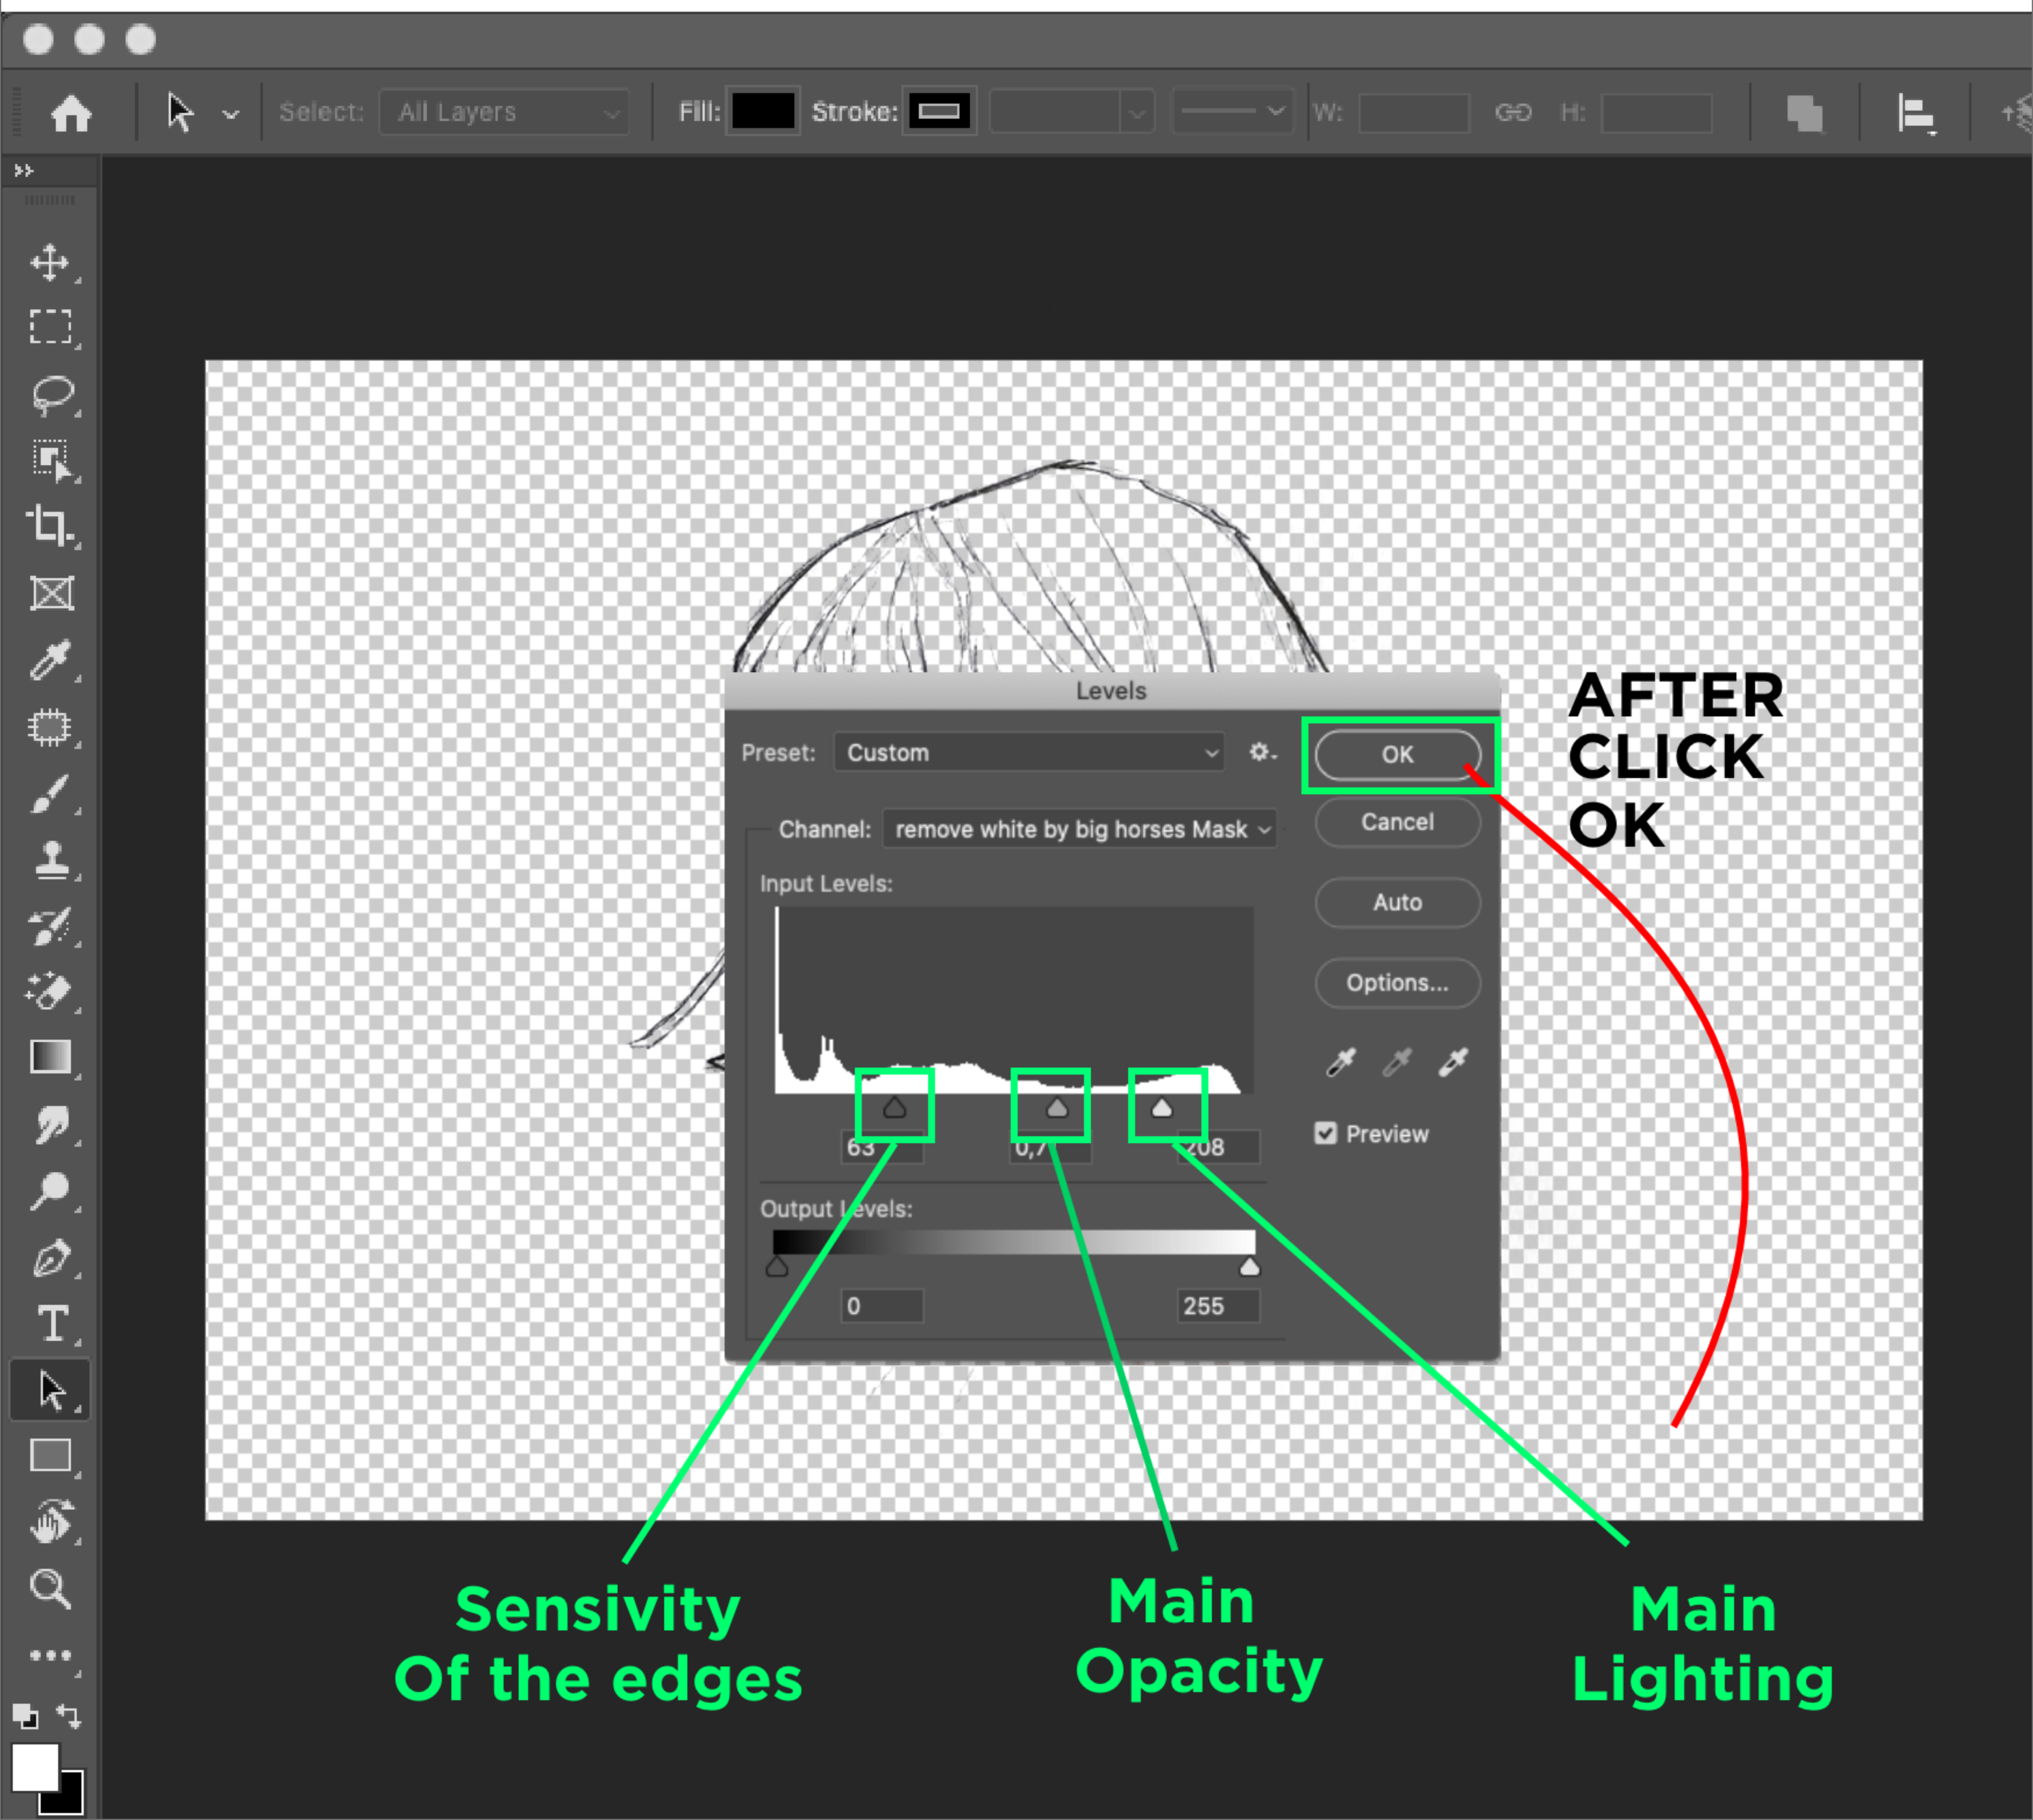 Select: All Layers Fill: Stroke: W: H:
Levels
Preset: Custom OK
Channel: remove white by big horses Mask Cancel
Input Levels:
Auto
Options...
63 0,7 208
Preview
Output Levels:
0 255
AFTER
CLICK
OK
Sensivity
Of the edges
Main
Opacity
Main
Lighting